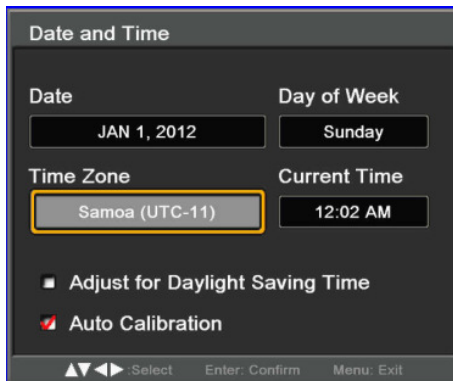 Date and Time
Date Day of Week
JAN 1, 2012 Sunday
Time Zone Current Time
Samoa (UTC-11) 12:02 AM
Adjust for Daylight Saving Time
Auto Calibration
:Select Enter: Confirm Menu: Exit